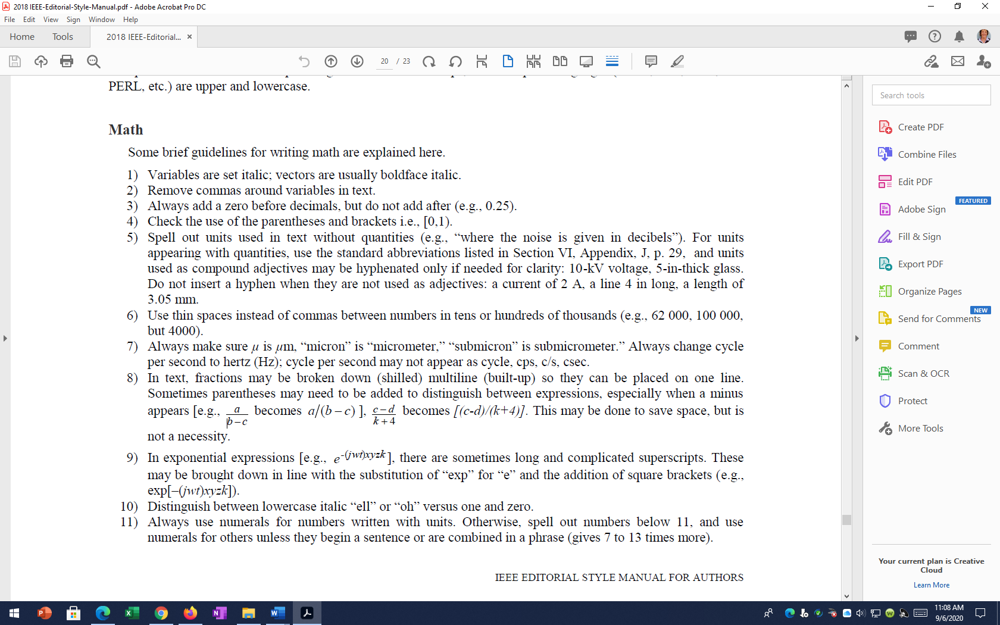 2018 IEEE-Editorial-Style-Manual.pdf - Adobe Acrobat Pro DC
File Edit View Sign Window Help
Home Tools 2018 IEEE-Editorial... ×
20 / 23
PERL, etc.) are upper and lowercase.
Math
Some brief guidelines for writing math are explained here.
1) Variables are set italic; vectors are usually boldface italic.
2) Remove commas around variables in text.
3) Always add a zero before decimals, but do not add after (e.g., 0.25).
4) Check the use of the parentheses and brackets i.e., [0,1).
5) Spell out units used in text without quantities (e.g., “where the noise is given in decibels”). For units
appearing with quantities, use the standard abbreviations listed in Section VI, Appendix, J, p. 29, and units
used as compound adjectives may be hyphenated only if needed for clarity: 10-kV voltage, 5-in-thick glass.
Do not insert a hyphen when they are not used as adjectives: a current of 2 A, a line 4 in long, a length of
3.05 mm.
6) Use thin spaces instead of commas between numbers in tens or hundreds of thousands (e.g., 62 000, 100 000,
but 4000).
7) Always make sure μ is μm, “micron” is “micrometer,” “submicron” is submicrometer.” Always change cycle
per second to hertz (Hz); cycle per second may not appear as cycle, cps, c/s, csec.
8) In text, fractions may be broken down (shilled) multiline (built-up) so they can be placed on one line.
Sometimes parentheses may need to be added to distinguish between expressions, especially when a minus
appears [e.g., a/b–c becomes a/(b – c) ], c–d/k+4 becomes [(c-d)/(k+4)]. This may be done to save space, but is
not a necessity.
9) In exponential expressions [e.g., e-(jwt)xyzk], there are sometimes long and complicated superscripts. These
may be brought down in line with the substitution of “exp” for “e” and the addition of square brackets (e.g.,
exp[–(jwt)xyzk]).
10) Distinguish between lowercase italic “ell” or “oh” versus one and zero.
11) Always use numerals for numbers written with units. Otherwise, spell out numbers below 11, and use
numerals for others unless they begin a sentence or are combined in a phrase (gives 7 to 13 times more).
IEEE EDITORIAL STYLE MANUAL FOR AUTHORS
Search tools
Create PDF
Combine Files
Edit PDF
FEATURED
Adobe Sign
Fill & Sign
Export PDF
Organize Pages
NEW
Send for Comments
Comment
Scan & OCR
Protect
More Tools
Your current plan is Creative
Cloud
Learn More
11:08 AM
9/6/2020